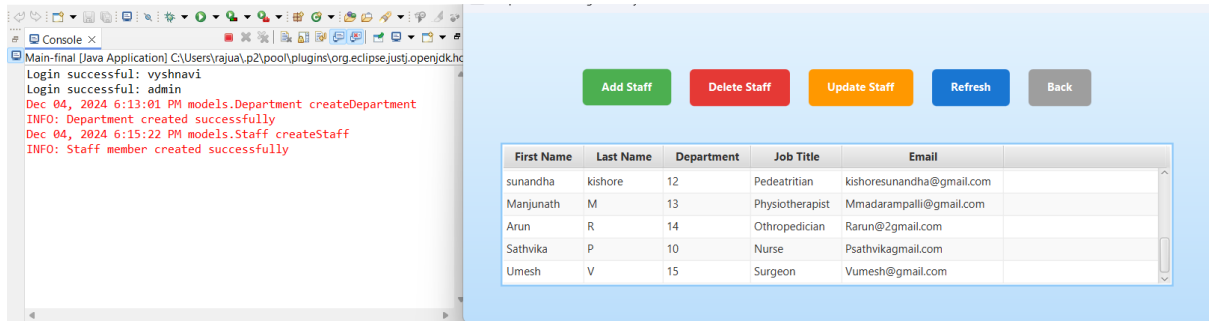 Console ×
Main-final [Java Application] C:\Users\rajua\.p2\pool\plugins\org.eclipse.justj.openjdk.hc
Login successful: vyshnavi
Login successful: admin
Dec 04, 2024 6:13:01 PM models.Department createDepartment
INFO: Department created successfully
Dec 04, 2024 6:15:22 PM models.Staff createStaff
INFO: Staff member created successfully
Add Staff Delete Staff Update Staff Refresh Back
First Name Last Name Department Job Title Email
sunandha kishore 12 Pedeatritian kishoresunandha@gmail.com
Manjunath M 13 Physiotherapist Mmadarampalli@gmail.com
Arun R 14 Othropedician Rarun@2gmail.com
Sathvika P 10 Nurse Psathvikagmail.com
Umesh V 15 Surgeon Vumesh@gmail.com